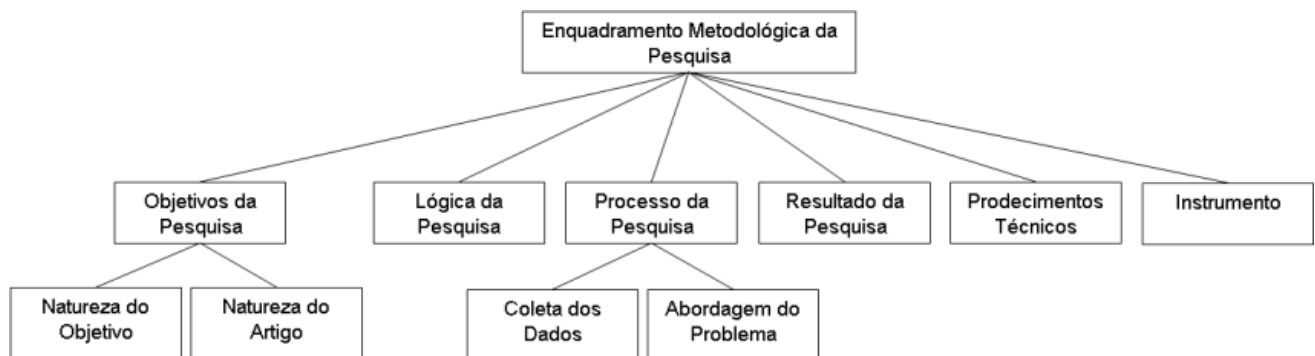 Enquadramento Metodológica da
Pesquisa
Objetivos da
Pesquisa
Lógica da
Pesquisa
Processo da
Pesquisa
Resultado da
Pesquisa
Prodecimentos
Técnicos
Instrumento
Natureza do
Objetivo
Natureza do
Artigo
Coleta dos
Dados
Abordagem do
Problema